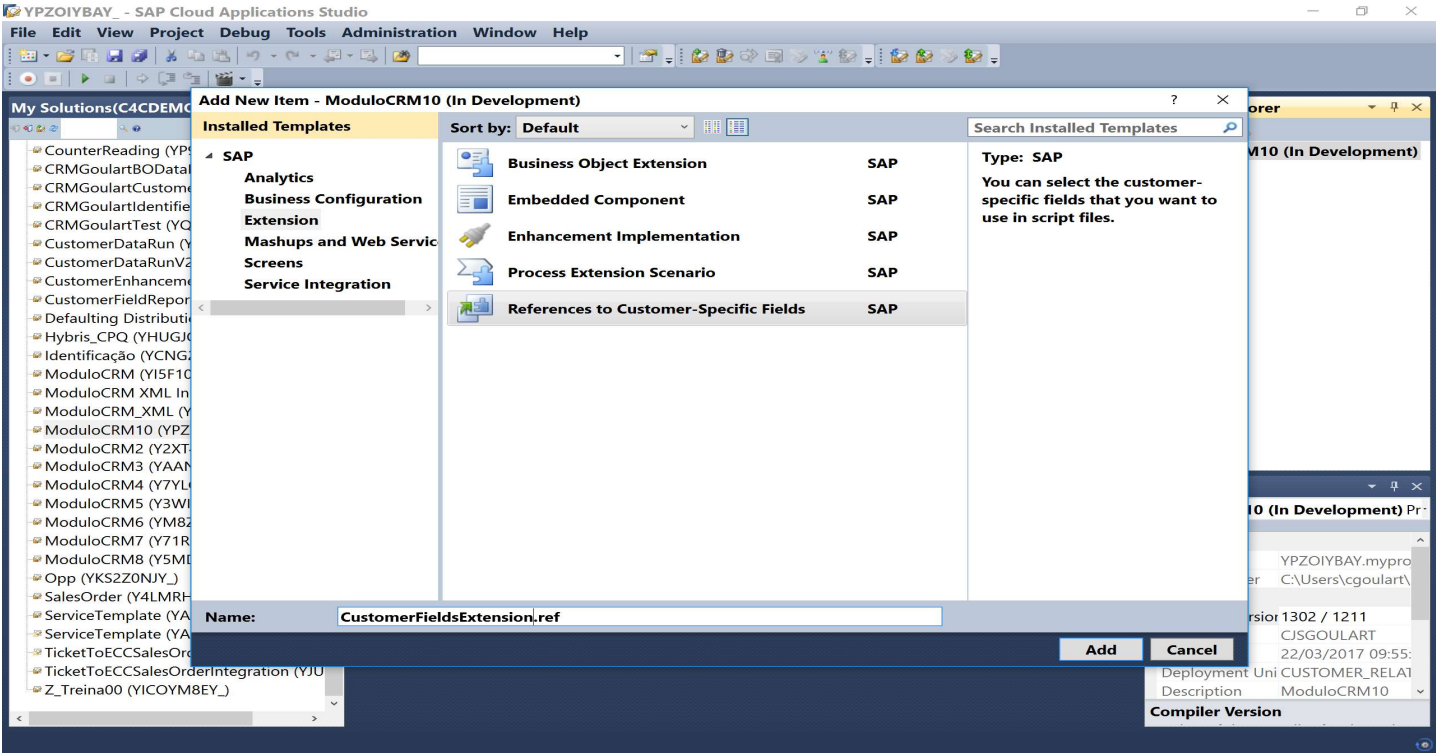 YPZOIYBAY_ - SAP Cloud Applications Studio
File Edit View Project Debug Tools Administration Window Help
My Solutions(C4CDEMO
CounterReading (YP9
CRMGoulartBOData
CRMGoulartCustome
CRMGoulartIdentifie
CRMGoulartTest (YQ
CustomerDataRun (Y
CustomerDataRunV2
CustomerEnhanceme
CustomerFieldRepor
Defaulting Distributi
Hybris_CPQ (YHUGJ
Identificação (YCNGZ
ModuloCRM (YI5F10
ModuloCRM XML In
ModuloCRM_XML (Y
ModuloCRM10 (YPZ
ModuloCRM2 (Y2XT
ModuloCRM3 (YAAN
ModuloCRM4 (Y7YL
ModuloCRM5 (Y3WI
ModuloCRM6 (YM8Z
ModuloCRM7 (Y71R
ModuloCRM8 (Y5MD
Opp (YKS2Z0NJY_)
SalesOrder (Y4LMRH
ServiceTemplate (YA
ServiceTemplate (YA
TicketToECCSalesOrd
TicketToECCSalesOrderIntegration (YJU
Z_Treina00 (YICOYM8EY_)
Add New Item - ModuloCRM10 (In Development)
?
Installed Templates
SAP
Analytics
Business Configuration
Extension
Mashups and Web Servic
Screens
Service Integration
Sort by: Default
Business Object Extension SAP
Embedded Component SAP
Enhancement Implementation SAP
Process Extension Scenario SAP
References to Customer-Specific Fields SAP
Search Installed Templates
Type: SAP
You can select the customer-
specific fields that you want to
use in script files.
Name: CustomerFieldsExtension.ref
Add Cancel
orer
M10 (In Development)
10 (In Development) Pr
YPZOIYBAY.mypro
er C:\Users\cgoulart\
rsion 1302 / 1211
CJSGOULART
22/03/2017 09:55:
Deployment Uni CUSTOMER_RELAT
Description ModuloCRM10
Compiler Version